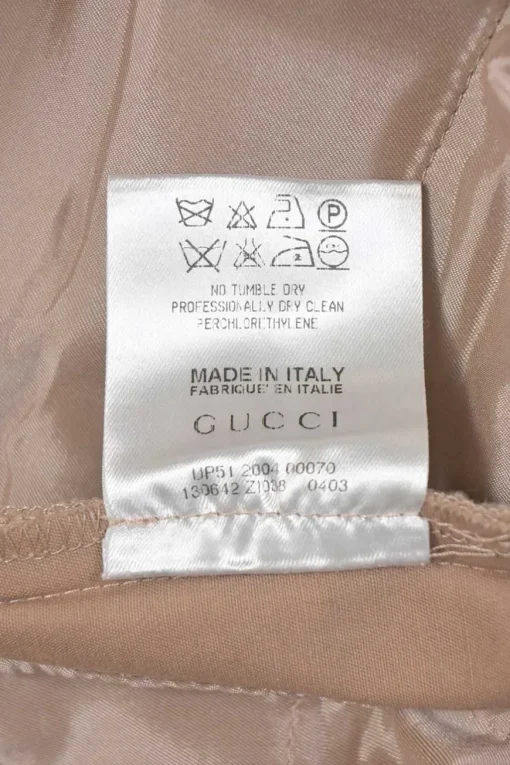 P
2
NO TUMBLE DRY
PROFESSIONALLY DRY CLEAN
PERCHLORETHYLENE
MADE IN ITALY
FABRIQUE' EN ITALIE
GUCCI
UP51 2004 00070
130642 Z1038 0403